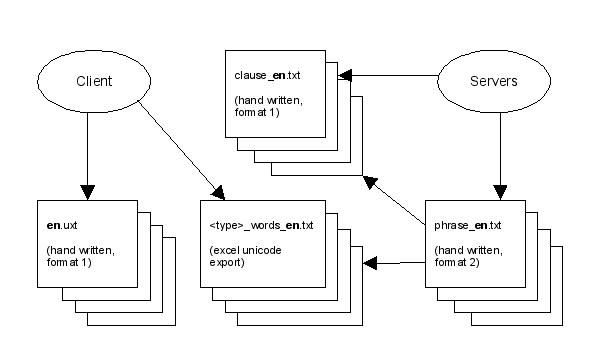 Client
clause_en.txt
(hand written,
format 1)
Servers
en.uxt
(hand written,
format 1)
<type>_words_en.txt
(excel unicode
export)
phrase_en.txt
(hand written,
format 2)